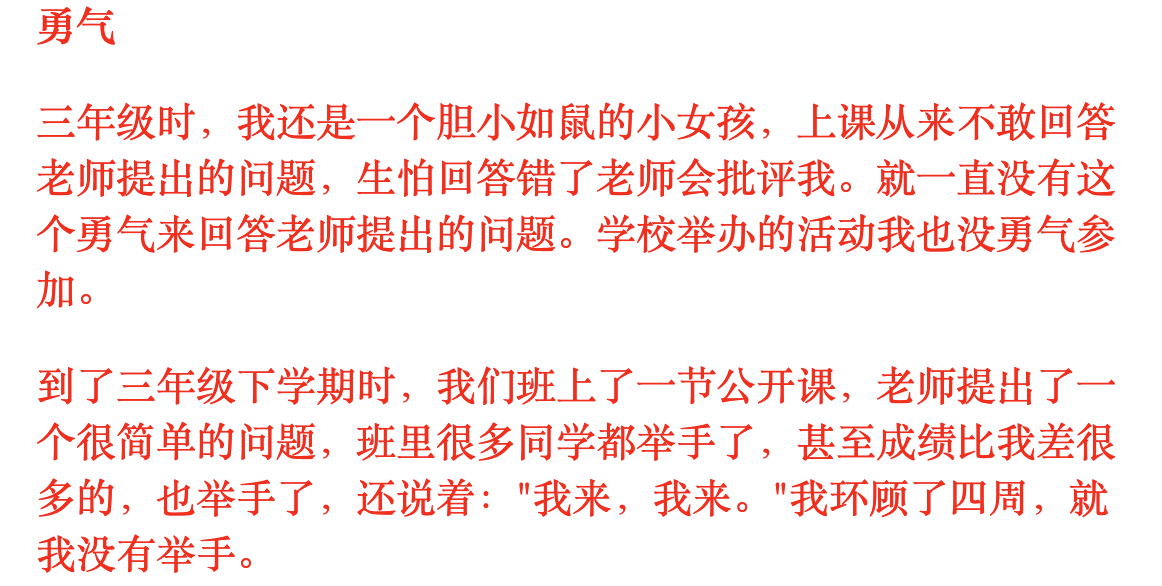 勇气
三年级时，我还是一个胆小如鼠的小女孩，上课从来不敢回答
老师提出的问题，生怕回答错了老师会批评我。就一直没有这
个勇气来回答老师提出的问题。学校举办的活动我也没勇气参
加。
到了三年级下学期时，我们班上了一节公开课，老师提出了一
个很简单的问题，班里很多同学都举手了，甚至成绩比我差很
多的，也举手了，还说着："我来，我来。"我环顾了四周，就
我没有举手。